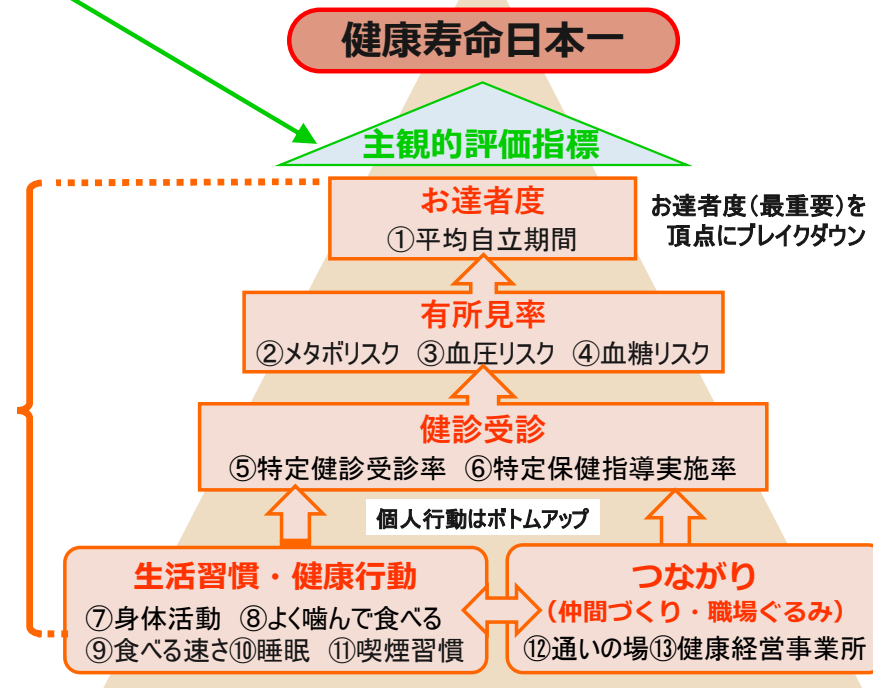 健康寿命日本一
主観的評価指標
お達者度
①平均自立期間
お達者度(最重要)を
頂点にブレイクダウン
有所見率
②メタボリスク ③血圧リスク ④血糖リスク
健診受診
⑤特定健診受診率 ⑥特定保健指導実施率
個人行動はボトムアップ
生活習慣・健康行動
⑦身体活動 ⑧よく噛んで食べる
⑨食べる速さ⑩睡眠 ⑪喫煙習慣
つながり
(仲間づくり・職場ぐるみ)
⑫通いの場⑬健康経営事業所